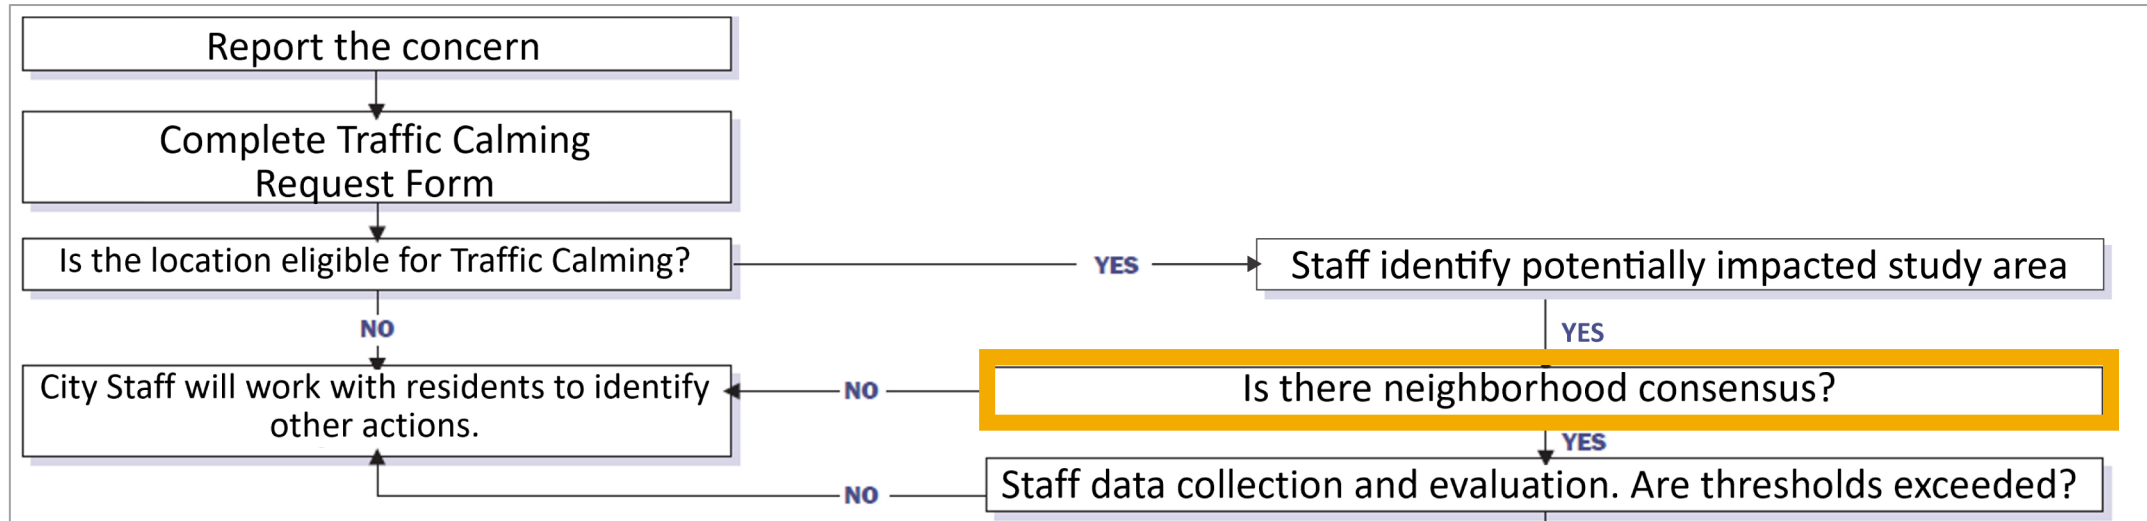 Report the concern
Complete Traffic Calming
Request Form
Is the location eligible for Traffic Calming?
YES
Staff identify potentially impacted study area
NO
YES
City Staff will work with residents to identify
other actions.
NO
Is there neighborhood consensus?
YES
NO
Staff data collection and evaluation. Are thresholds exceeded?